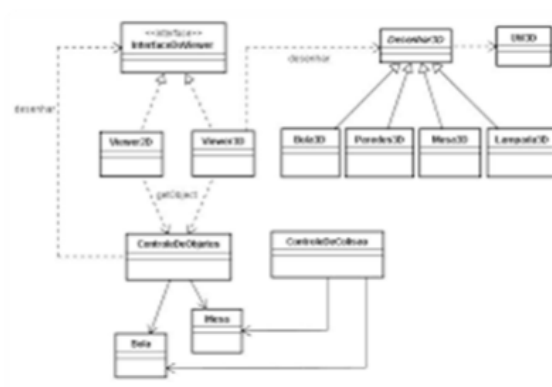 <<interface>>
InterfaceDoViewer
Desenhar3D
Util3D
desenhar
desenhar
Viewer2D
Viewer3D
Bola3D
Paredes3D
Mesa3D
Lampada3D
getObject
ControleDeObjetos
ControleDeColisao
Mesa
Bola